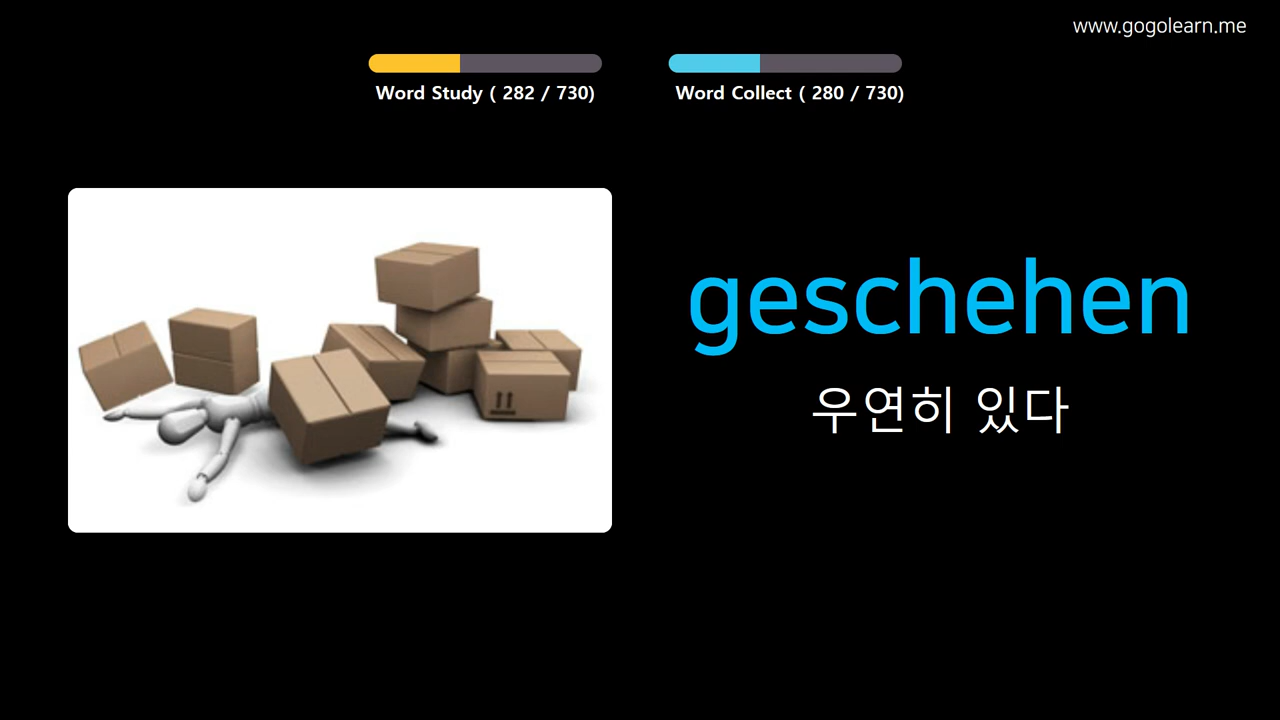 www.gogolearn.me
Word Study ( 282 / 730)
Word Collect ( 280 / 730)
geschehen
우연히 있다